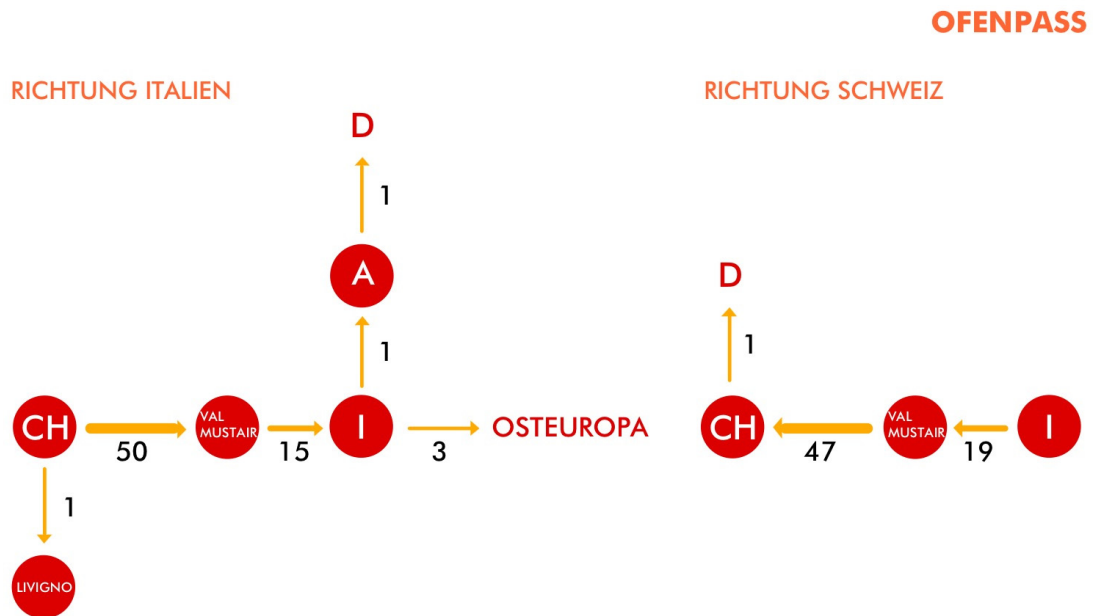 OFENPASS
RICHTUNG ITALIEN
RICHTUNG SCHWEIZ
D
1
A
D
1
1
CH
50
VAL
MUSTAIR
15
I
3
OSTEUROPA
CH
47
VAL
MUSTAIR
19
I
1
LIVIGNO